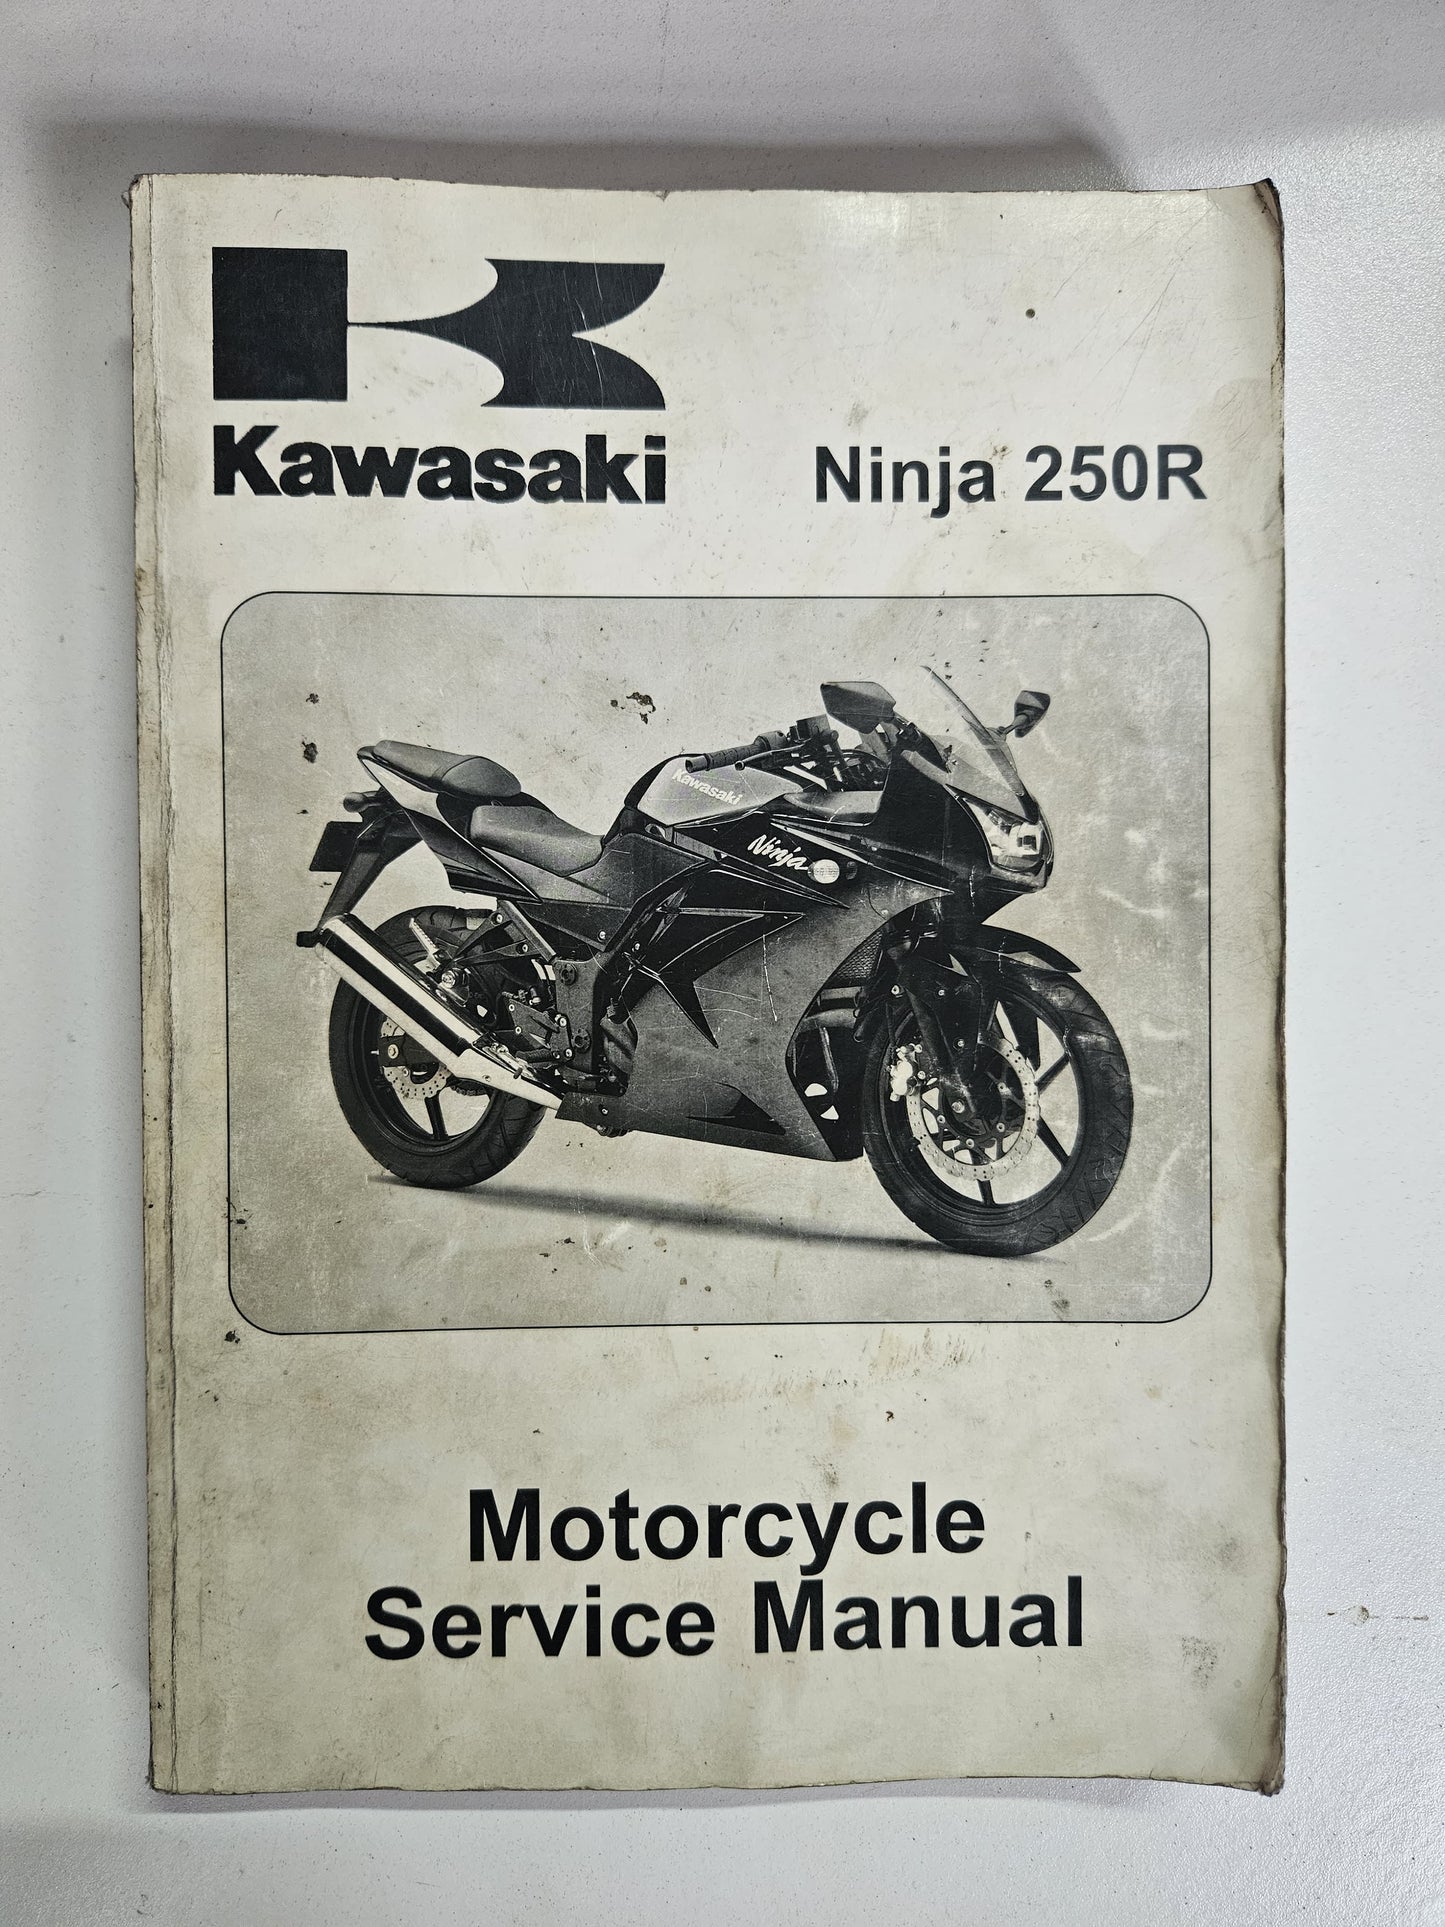 Kawasaki
Ninja 250R
Kawasaki
Ninja
Motorcycle
Service Manual